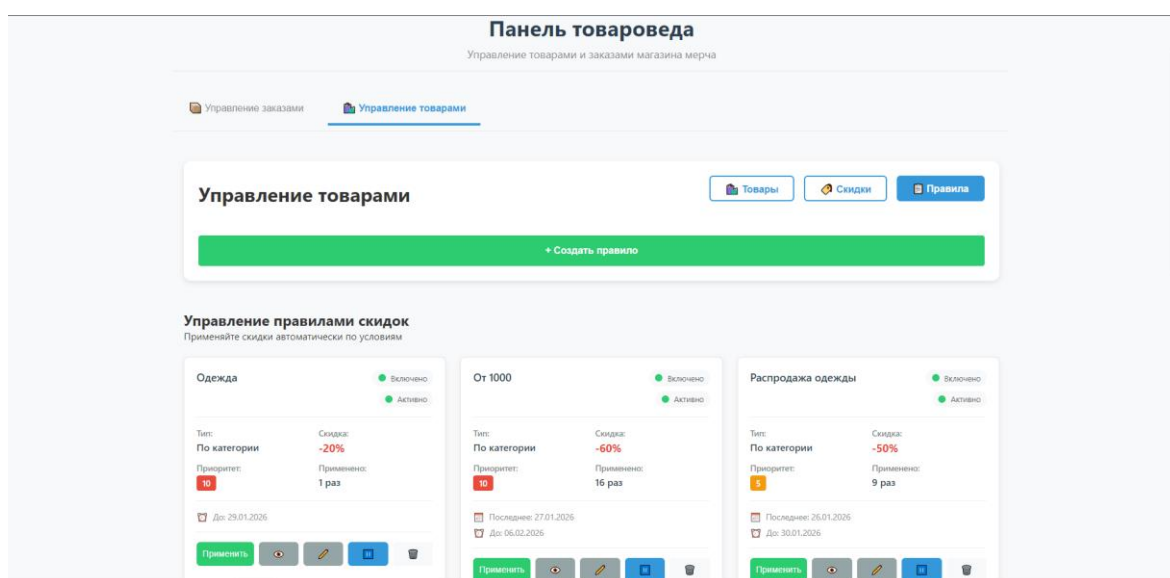 Панель товароведа
Управление товарами и заказами магазина мерча
Управление заказами Управление товарами
Управление товарами
Товары Скидки Правила
+ Создать правило
Управление правилами скидок
Применяйте скидки автоматически по условиям
Одежда Включено
Активно
Тип: Скидка:
По категории -20%
Приоритет: Применено:
10 1 раз
До: 29.01.2026
Применить
От 1000 Включено
Активно
Тип: Скидка:
По категории -60%
Приоритет: Применено:
10 16 раз
Последнее: 27.01.2026
До: 06.02.2026
Применить
Распродажа одежды Включено
Активно
Тип: Скидка:
По категории -50%
Приоритет: Применено:
5 9 раз
Последнее: 26.01.2026
До: 30.01.2026
Применить